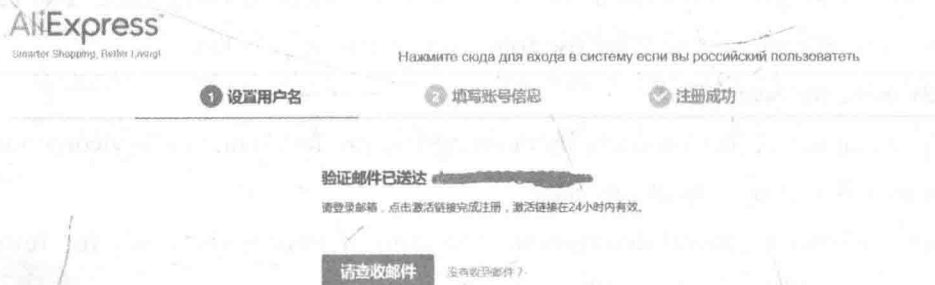 AliExpress™
Smarter Shopping, Better Living!
Нажмите сюда для входа в систему если вы российский пользоватеть
1 设置用户名
2 填写账号信息
注册成功
验证邮件已送达
请登录邮箱，点击激活链接完成注册，激活链接在24小时内有效。
请查收邮件
没有收到邮件？